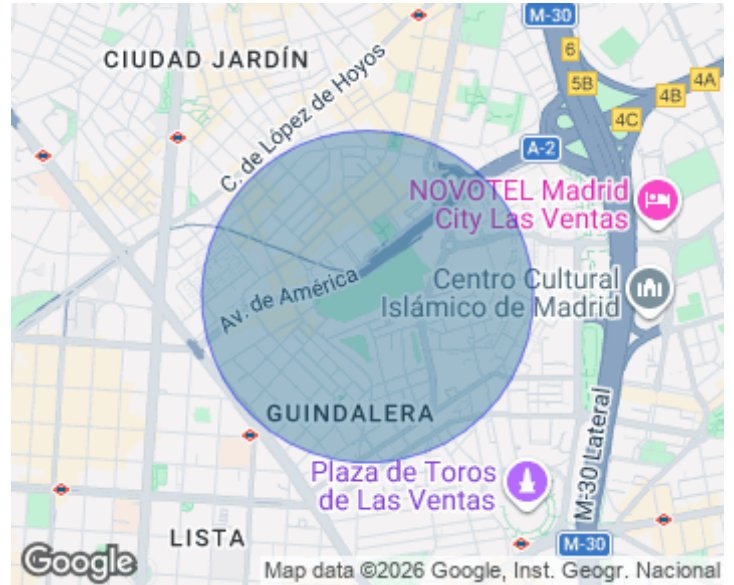 M-30
CIUDAD JARDÍN
6
5B
4A
4B
4C
C. de López de Hoyos
A-2
NOVOTEL Madrid
City Las Ventas
Centro Cultural
Islámico de Madrid
Av. de América
GUINDALERA
M-30 Lateral
Plaza de Toros
de Las Ventas
LISTA
M-30
Google
Map data ©2026 Google, Inst. Geogr. Nacional